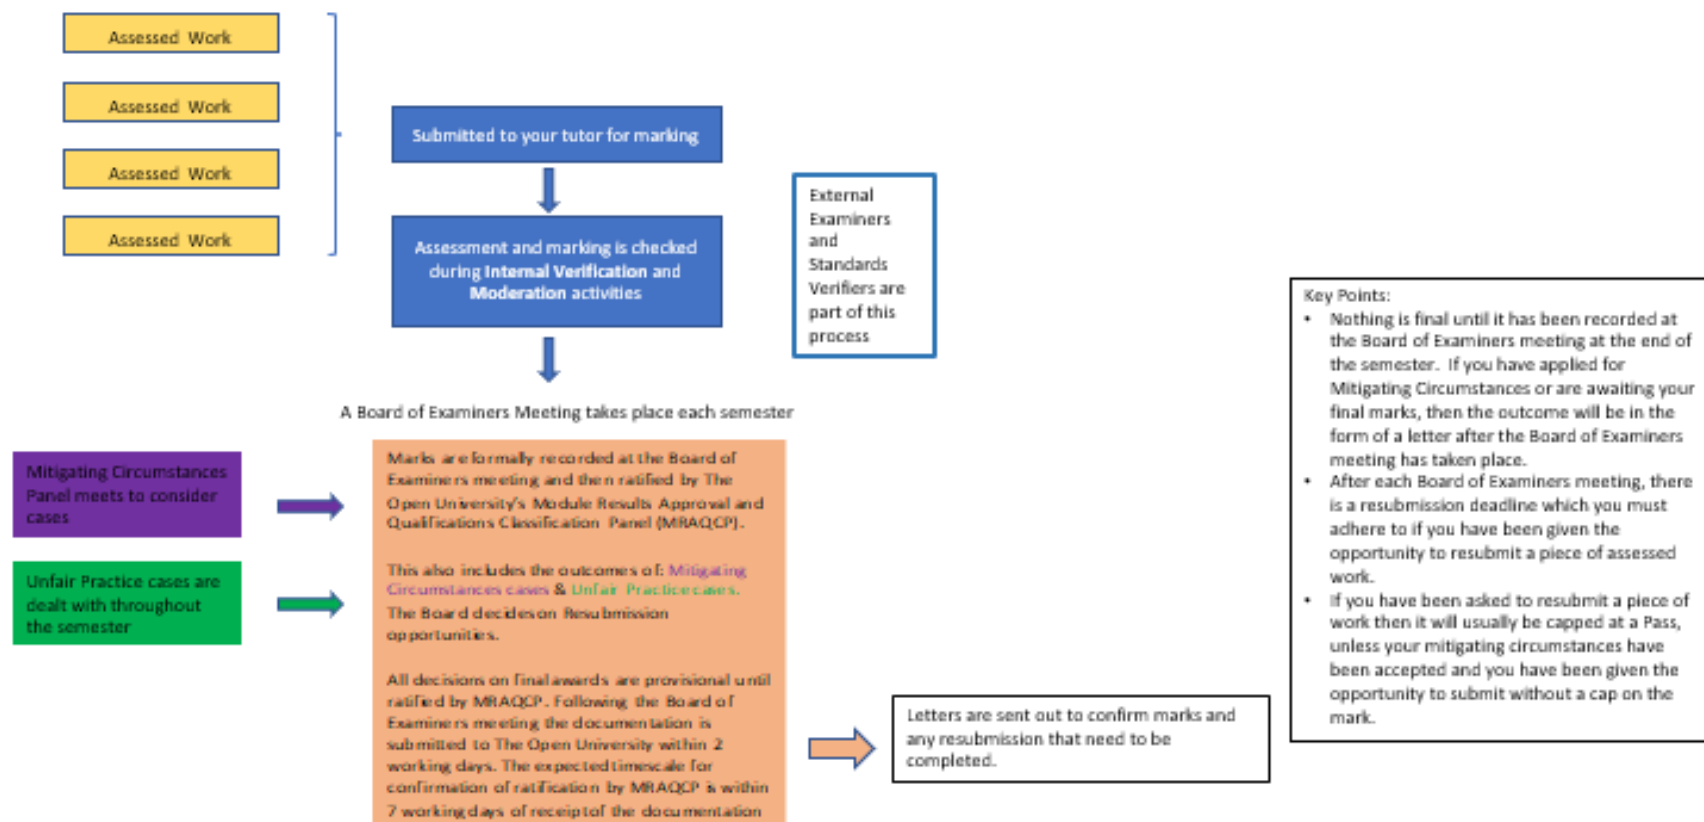 Assessed Work
Assessed Work
Assessed Work
Assessed Work
Submitted to your tutor for marking
Assessment and marking is checked
during Internal Verification and
Moderation activities
External
Examiners
and
Standards
Verifiers are
part of this
process
A Board of Examiners Meeting takes place each semester
Mitigating Circumstances
Panel meets to consider
cases
Unfair Practice cases are
dealt with throughout
the semester
Marks are formally recorded at the Board of
Examiners meeting and then ratified by The
Open University's Module Results Approval and
Qualifications Classification Panel (MRAQCP).
This also includes the outcomes of: Mitigating
Circumstances cases & Unfair Practice cases.
The Board decides on Resubmission
opportunities.
All decisions on final awards are provisional until
ratified by MRAQCP. Following the Board of
Examiners meeting the documentation is
submitted to The Open University within 2
working days. The expected timescale for
confirmation of ratification by MRAQCP is within
7 working days of receipt of the documentation
Letters are sent out to confirm marks and
any resubmission that need to be
completed.
Key Points:
• Nothing is final until it has been recorded at
the Board of Examiners meeting at the end of
the semester. If you have applied for
Mitigating Circumstances or are awaiting your
final marks, then the outcome will be in the
form of a letter after the Board of Examiners
meeting has taken place.
• After each Board of Examiners meeting, there
is a resubmission deadline which you must
adhere to if you have been given the
opportunity to resubmit a piece of assessed
work.
• If you have been asked to resubmit a piece of
work then it will usually be capped at a Pass,
unless your mitigating circumstances have
been accepted and you have been given the
opportunity to submit without a cap on the
mark.